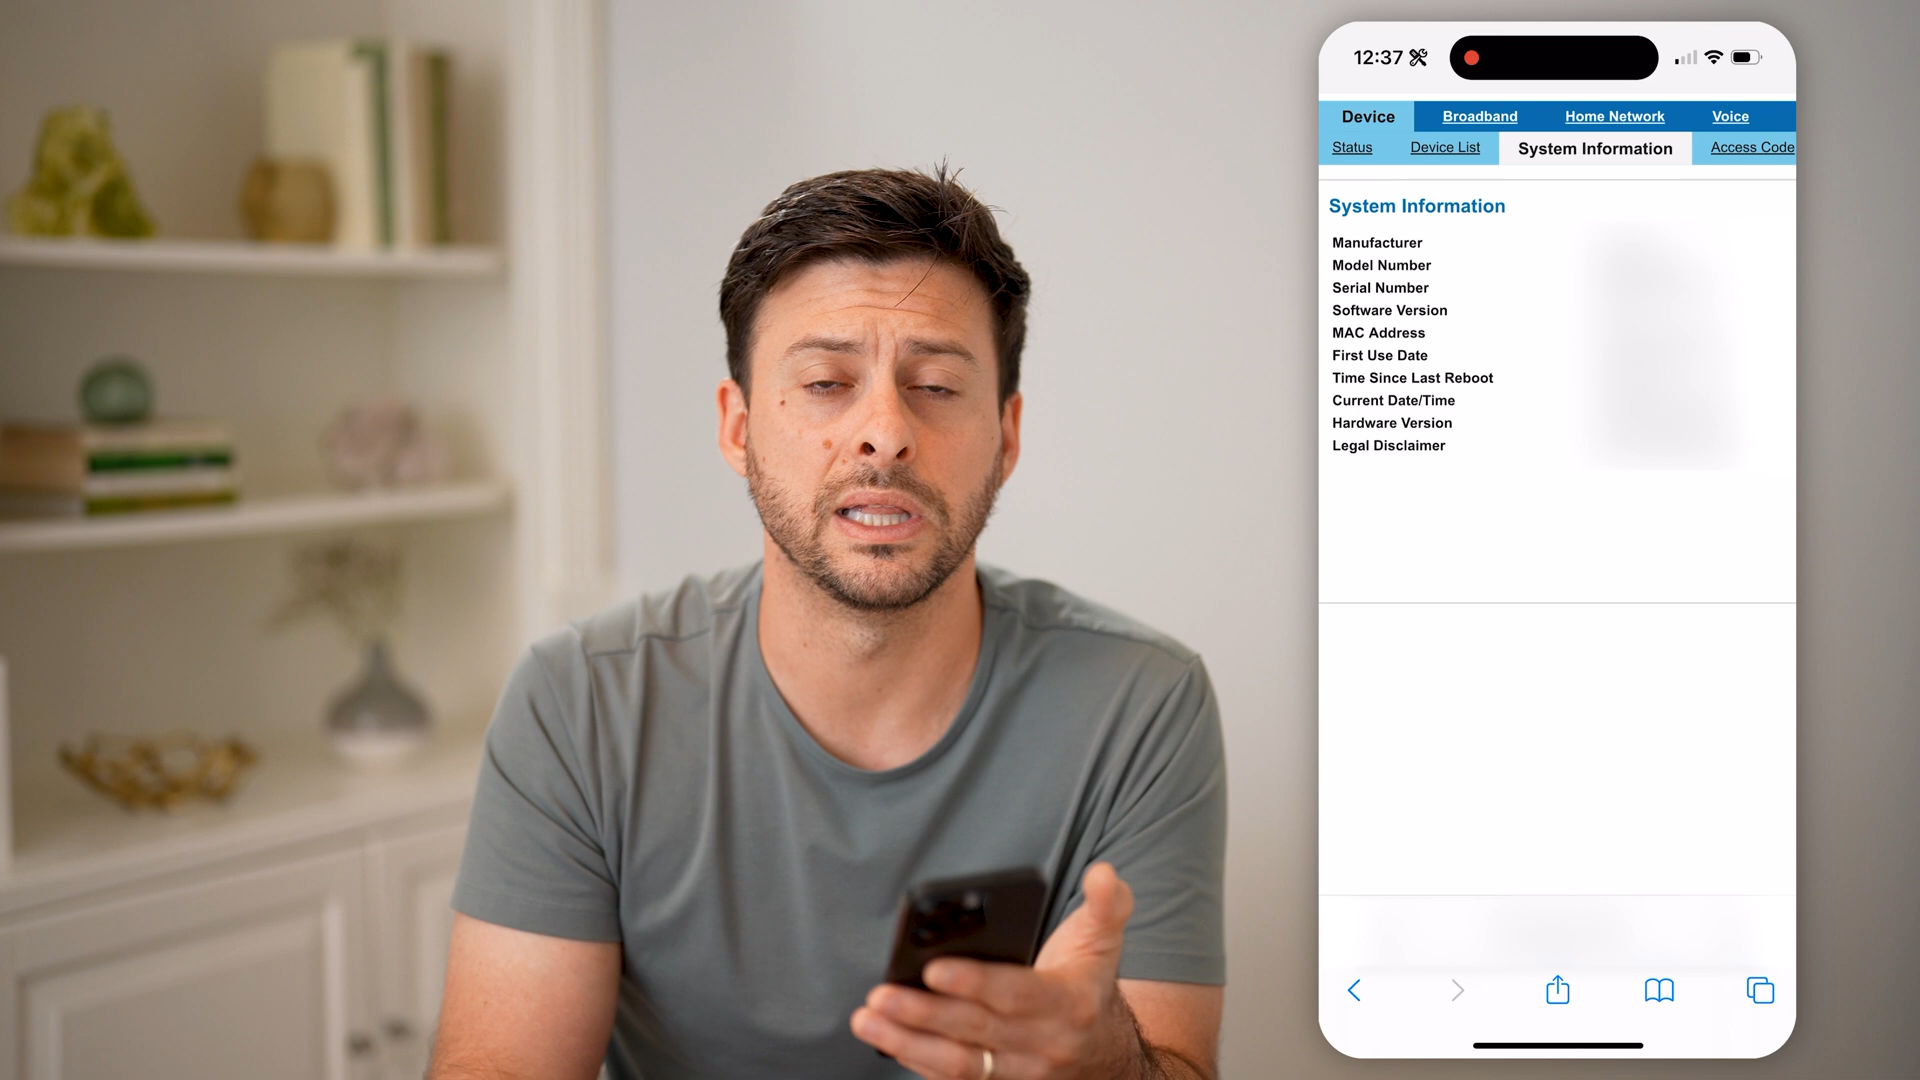 12:37
Device Broadband Home Network Voice
Status Device List System Information Access Code
System Information
Manufacturer
Model Number
Serial Number
Software Version
MAC Address
First Use Date
Time Since Last Reboot
Current Date/Time
Hardware Version
Legal Disclaimer